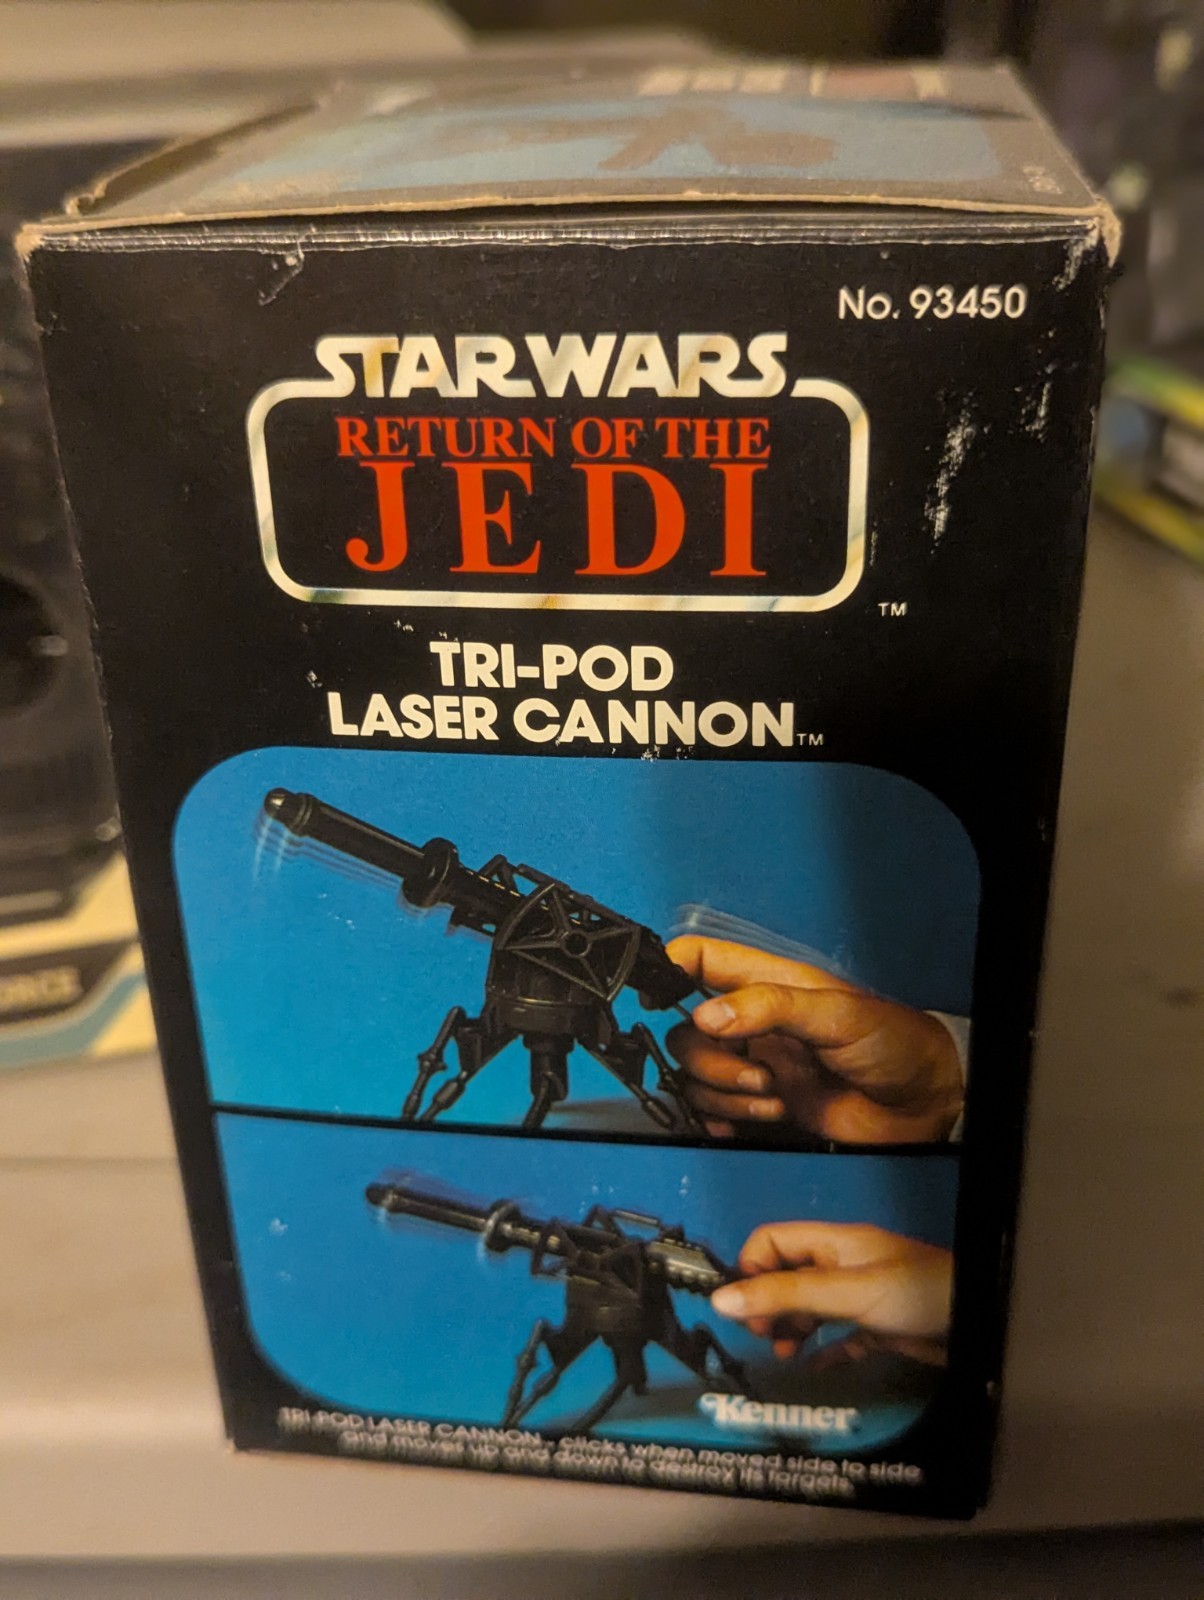 No. 93450
STAR WARS
RETURN OF THE
JEDI
TM
TRI-POD
LASER CANNON TM
Kenner
TRI-POD LASER CANNON - clicks when moved side to side
and moves up and down to destroy its targets.
ORCE